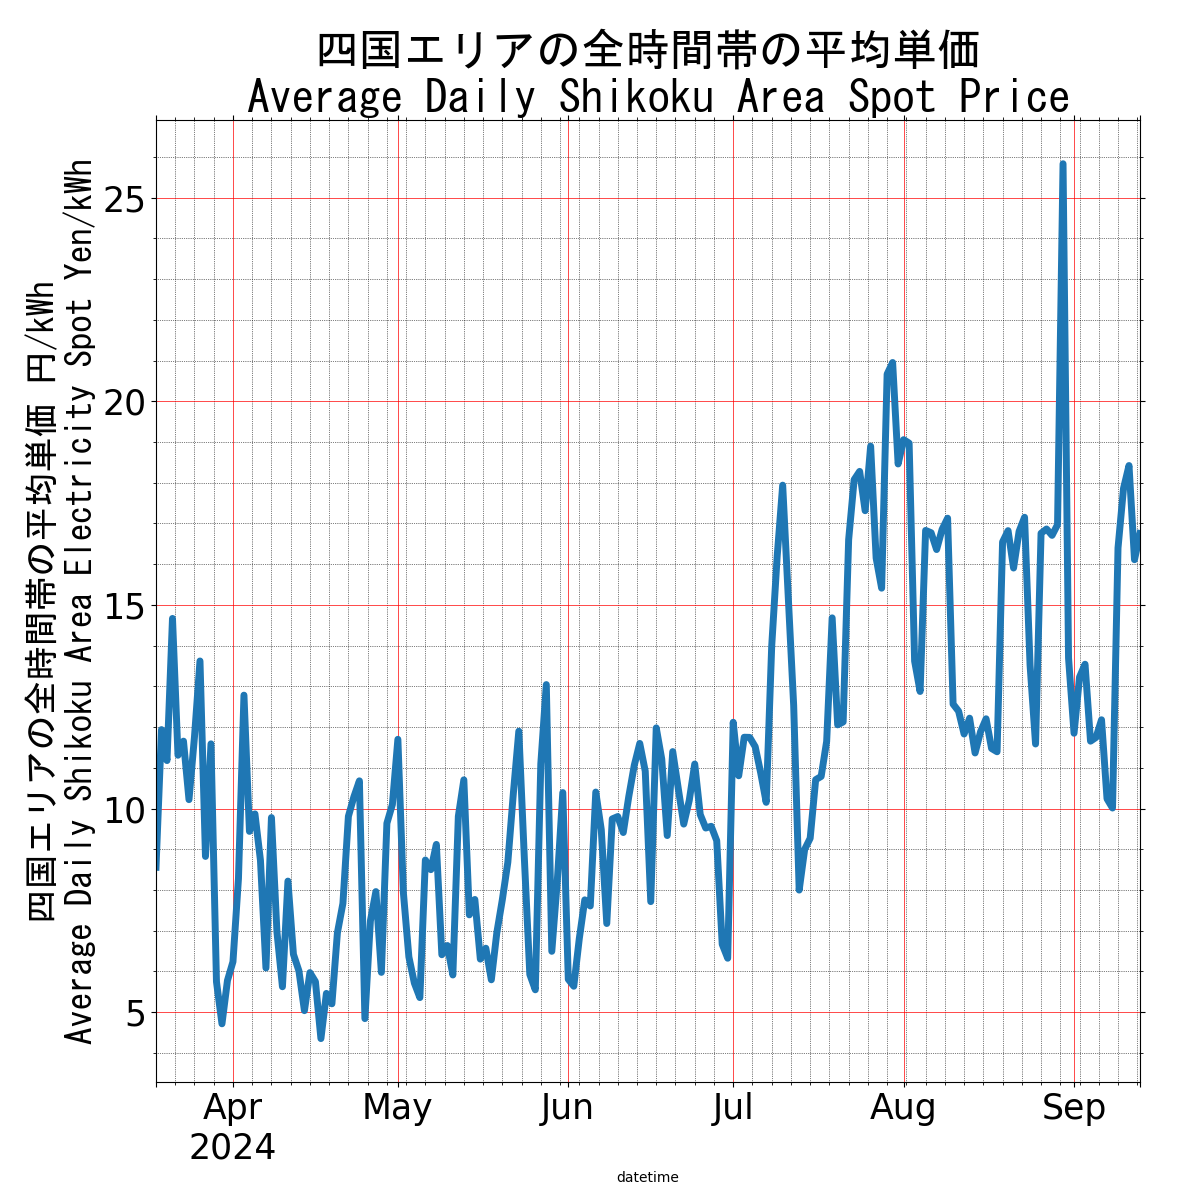 四国エリアの全時間帯の平均単価
Average Daily Shikoku Area Spot Price
四国エリアの全時間帯の平均単価 円/kWh
Average Daily Shikoku Area Electricity Spot Yen/kWh
25
20
15
10
5
Apr
2024
May
Jun
Jul
Aug
Sep
datetime